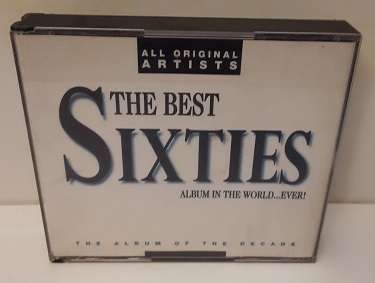 ALL ORIGINAL
ARTISTS
THE BEST
SIXTIES
ALBUM IN THE WORLD...EVER!
THE ALBUM OF THE DECADE